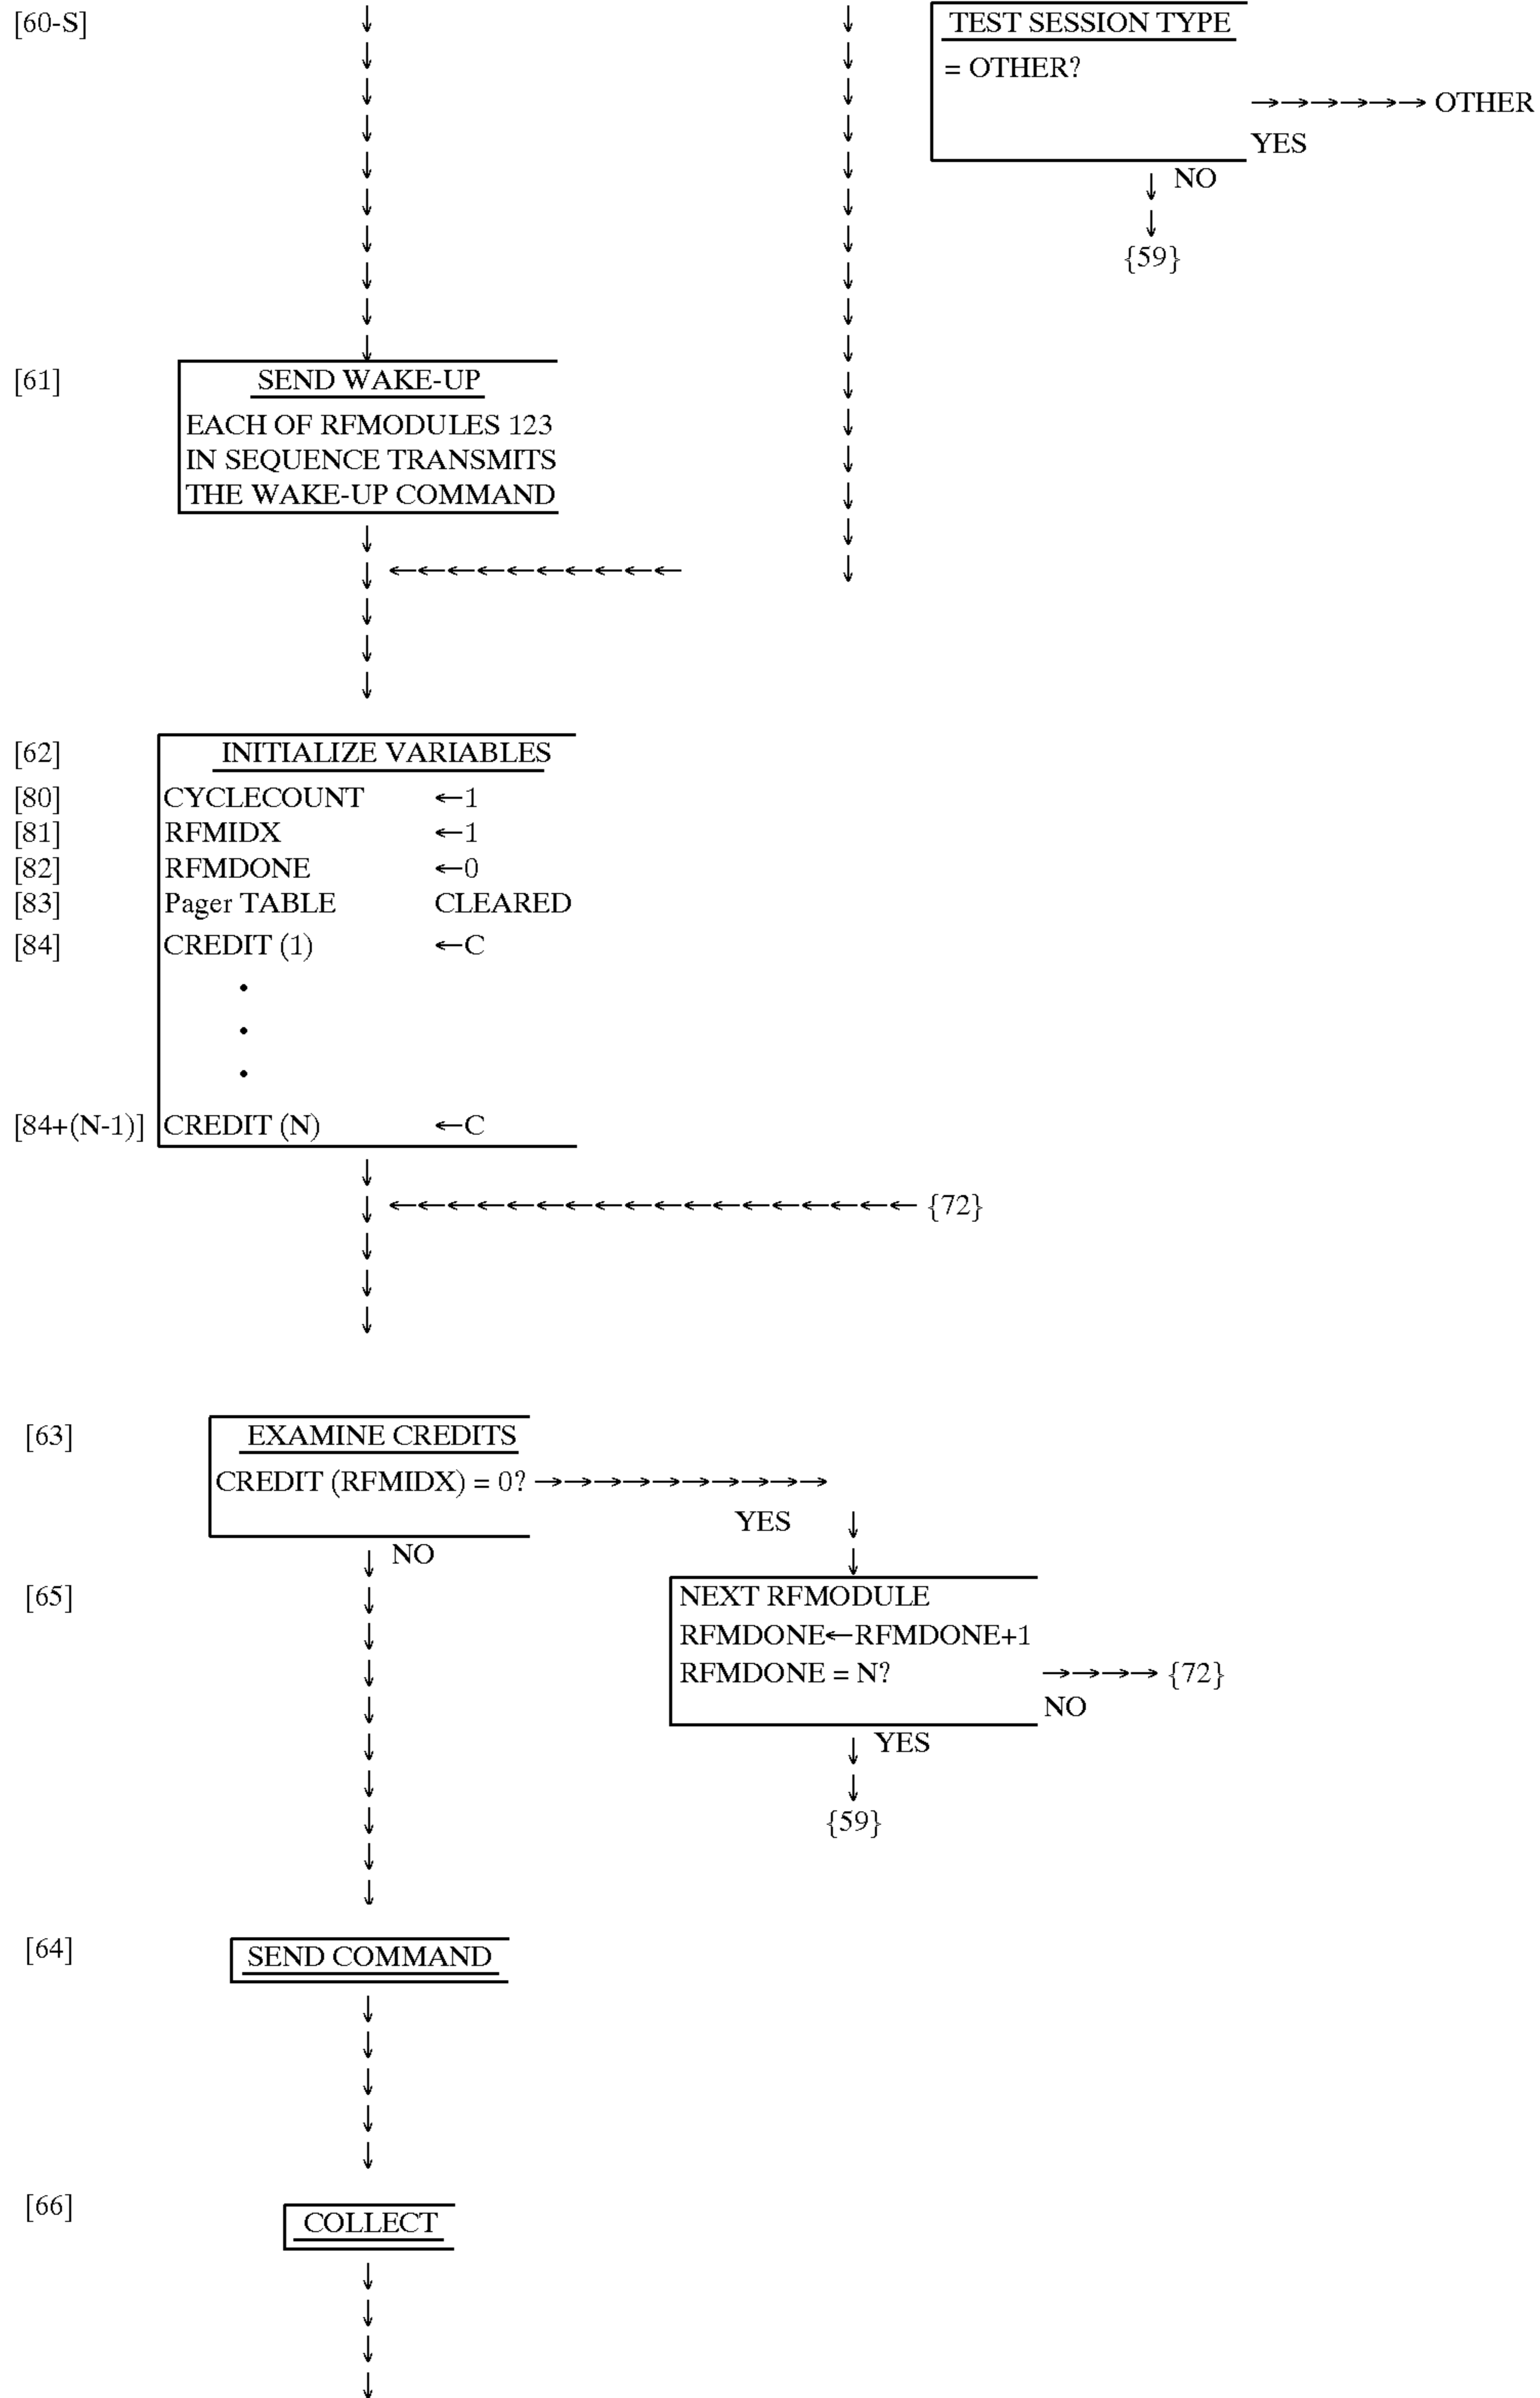 [60-S]
TEST SESSION TYPE
= OTHER?
→→→→→→ OTHER
YES
NO
{59}
[61]
SEND WAKE-UP
EACH OF RFMODULES 123
IN SEQUENCE TRANSMITS
THE WAKE-UP COMMAND
[62] INITIALIZE VARIABLES
[80] CYCLECOUNT ←1
[81] RFMIDX ←1
[82] RFMDONE ←0
[83] Pager TABLE CLEARED
[84] CREDIT (1) ←C
[84+(N-1)] CREDIT (N) ←C
{72}
[63] EXAMINE CREDITS
CREDIT (RFMIDX) = 0?
YES
NO
[65] NEXT RFMODULE
RFMDONE←RFMDONE+1
RFMDONE = N? →→→→ {72}
NO
YES
{59}
[64] SEND COMMAND
[66] COLLECT